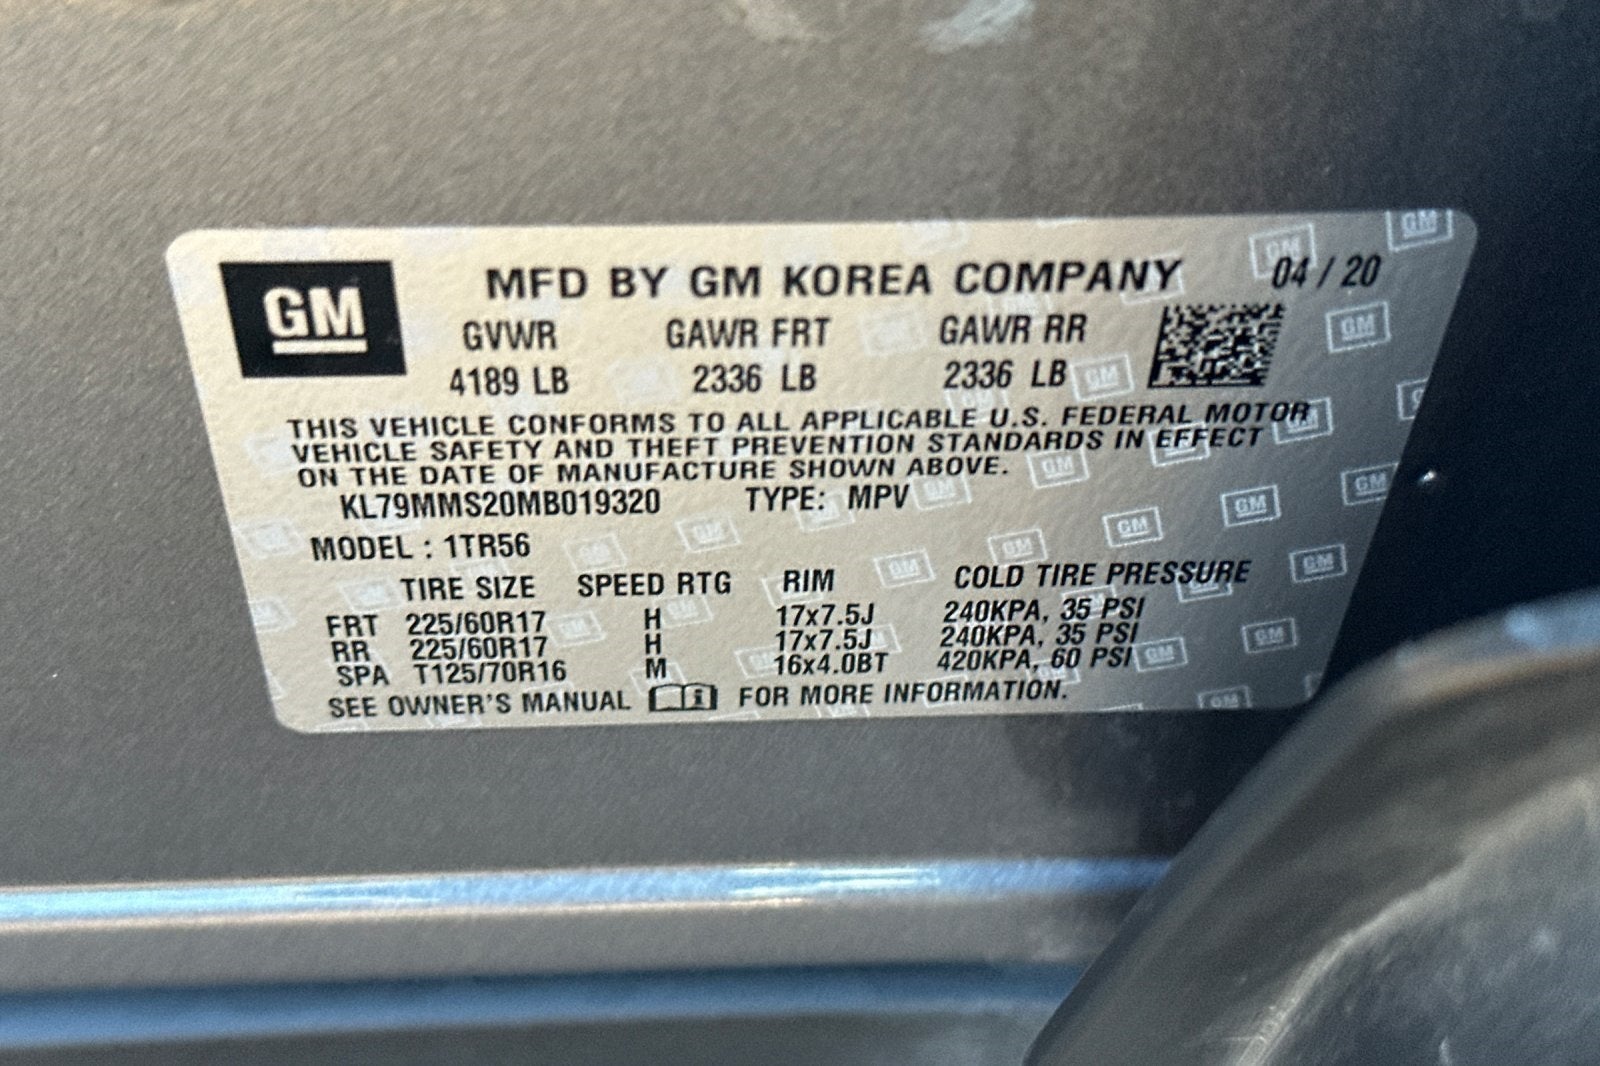 GM
MFD BY GM KOREA COMPANY 04 / 20
GVWR GAWR FRT GAWR RR
4189 LB 2336 LB 2336 LB
THIS VEHICLE CONFORMS TO ALL APPLICABLE U.S. FEDERAL MOTOR
VEHICLE SAFETY AND THEFT PREVENTION STANDARDS IN EFFECT
ON THE DATE OF MANUFACTURE SHOWN ABOVE.
KL79MMS20MB019320 TYPE: MPV
MODEL : 1TR56
TIRE SIZE SPEED RTG RIM COLD TIRE PRESSURE
FRT 225/60R17 H 17x7.5J 240KPA, 35 PSI
RR 225/60R17 H 17x7.5J 240KPA, 35 PSI
SPA T125/70R16 M 16x4.0BT 420KPA, 60 PSI
SEE OWNER'S MANUAL FOR MORE INFORMATION.